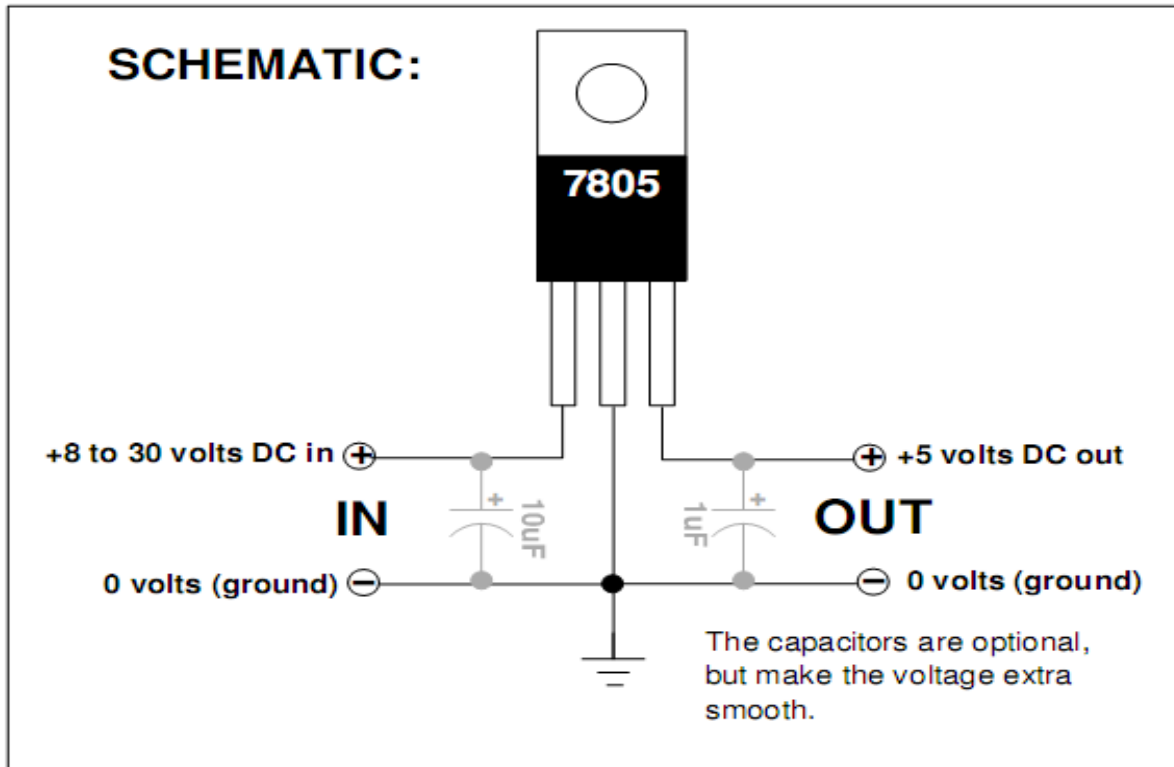 SCHEMATIC:
7805
+8 to 30 volts DC in +
+ +5 volts DC out
IN
+
10uF
+
1uF
OUT
0 volts (ground) −
− 0 volts (ground)
The capacitors are optional,
but make the voltage extra
smooth.